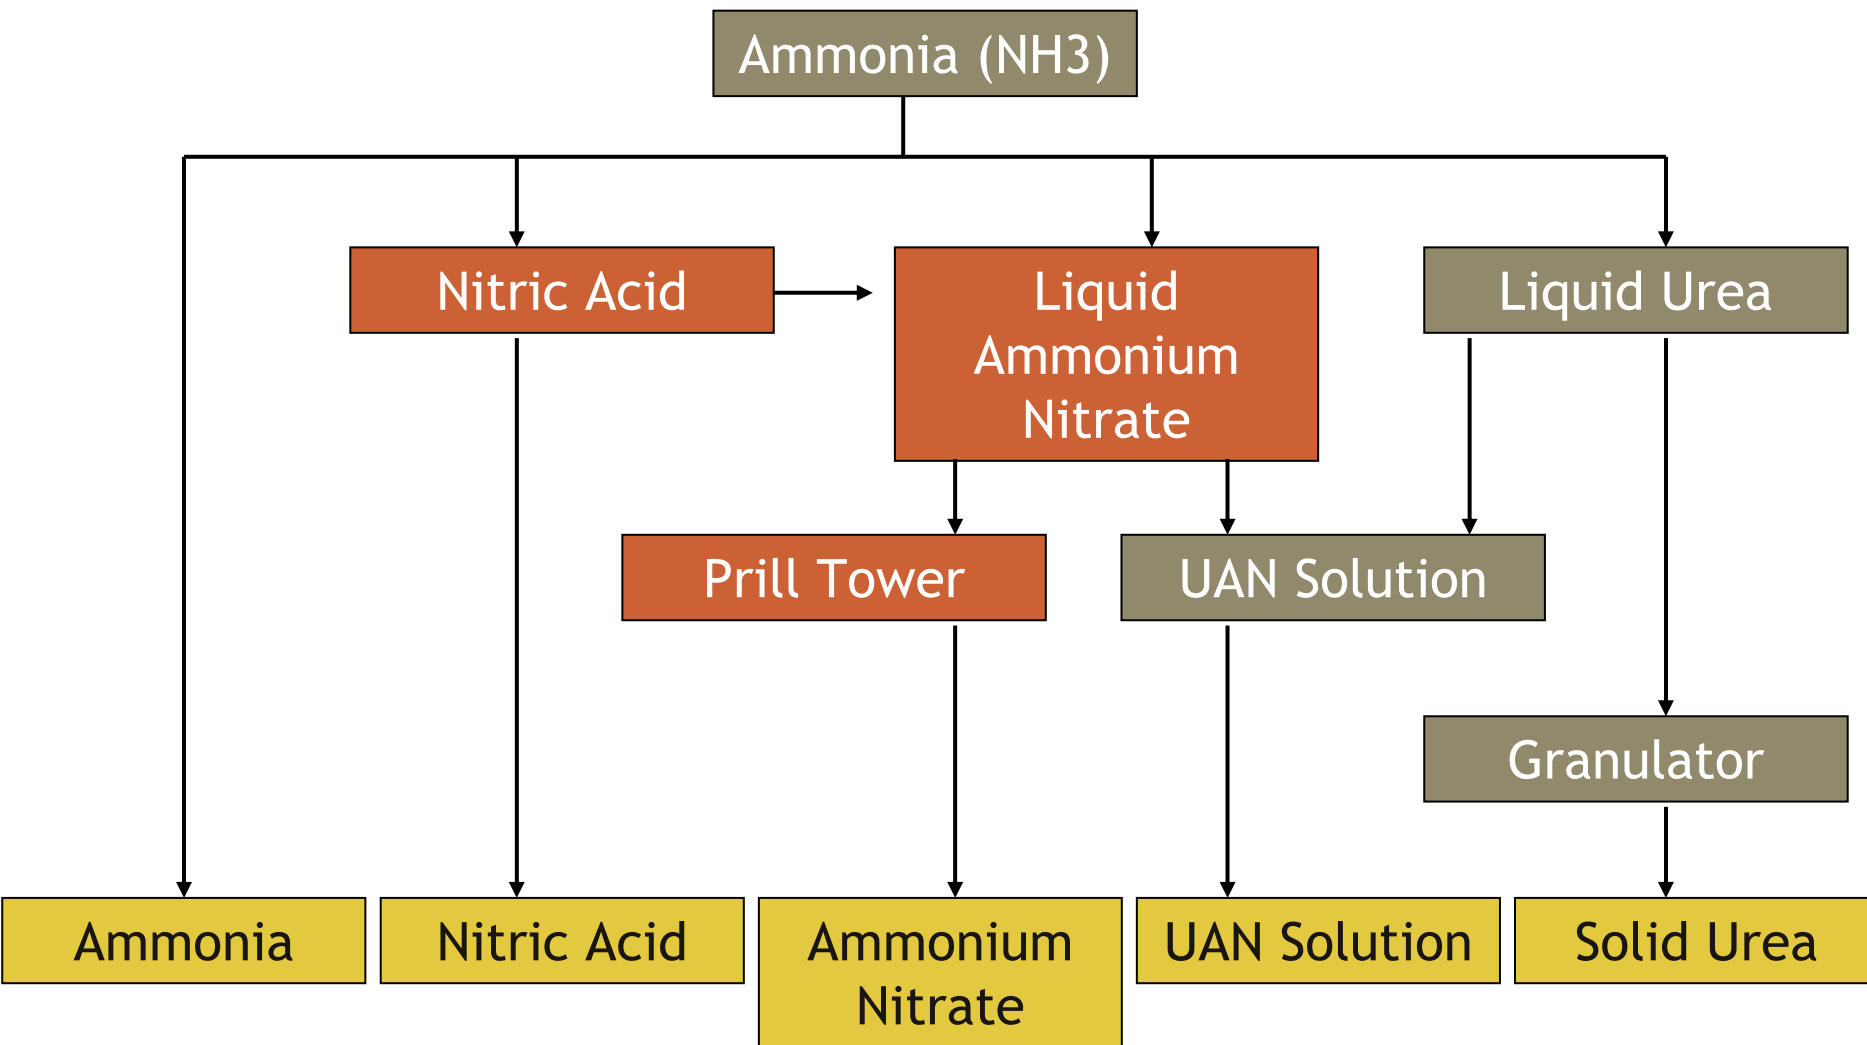 Ammonia (NH3)
Nitric Acid
Liquid
Ammonium
Nitrate
Liquid Urea
Prill Tower
UAN Solution
Granulator
Ammonia
Nitric Acid
Ammonium
Nitrate
UAN Solution
Solid Urea